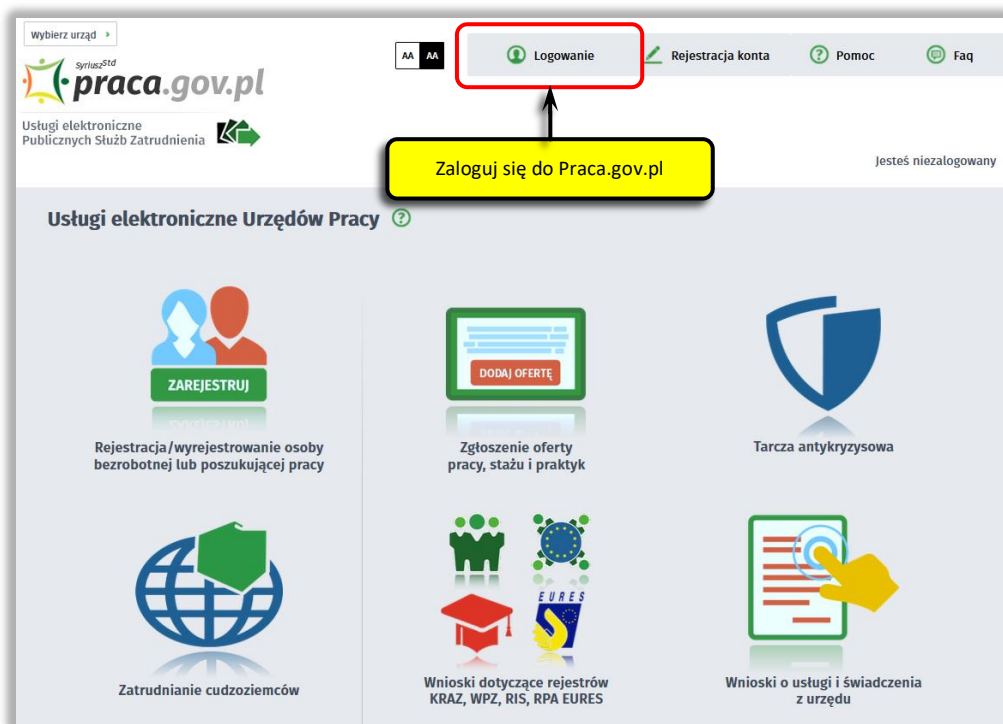 Wybierz urząd
AA AA
Logowanie
Rejestracja konta
Pomoc
Faq
SyriuszStd
praca.gov.pl
Usługi elektroniczne
Publicznych Służb Zatrudnienia
Zaloguj się do Praca.gov.pl
Jesteś niezalogowany
Usługi elektroniczne Urzędów Pracy
ZAREJESTRUJ
Rejestracja/wyrejestrowanie osoby
bezrobotnej lub poszukującej pracy
DODAJ OFERTĘ
Zgłoszenie oferty
pracy, stażu i praktyk
Tarcza antykryzysowa
Zatrudnianie cudzoziemców
EURES
Wnioski dotyczące rejestrów
KRAZ, WPZ, RIS, RPA EURES
Wnioski o usługi i świadczenia
z urzędu